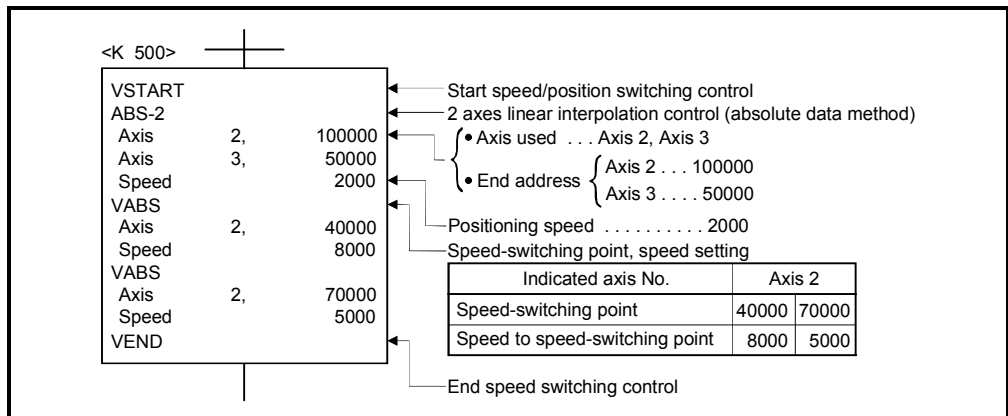 <K 500>
VSTART
ABS-2
Axis 2, 100000
Axis 3, 50000
Speed 2000
VABS
Axis 2, 40000
Speed 8000
VABS
Axis 2, 70000
Speed 5000
VEND
Start speed/position switching control
2 axes linear interpolation control (absolute data method)
• Axis used . . . Axis 2, Axis 3
• End address
Axis 2 . . . 100000
Axis 3 . . . . 50000
Positioning speed . . . . . . . . . . 2000
Speed-switching point, speed setting
Indicated axis No. Axis 2
Speed-switching point 40000 70000
Speed to speed-switching point 8000 5000
End speed switching control